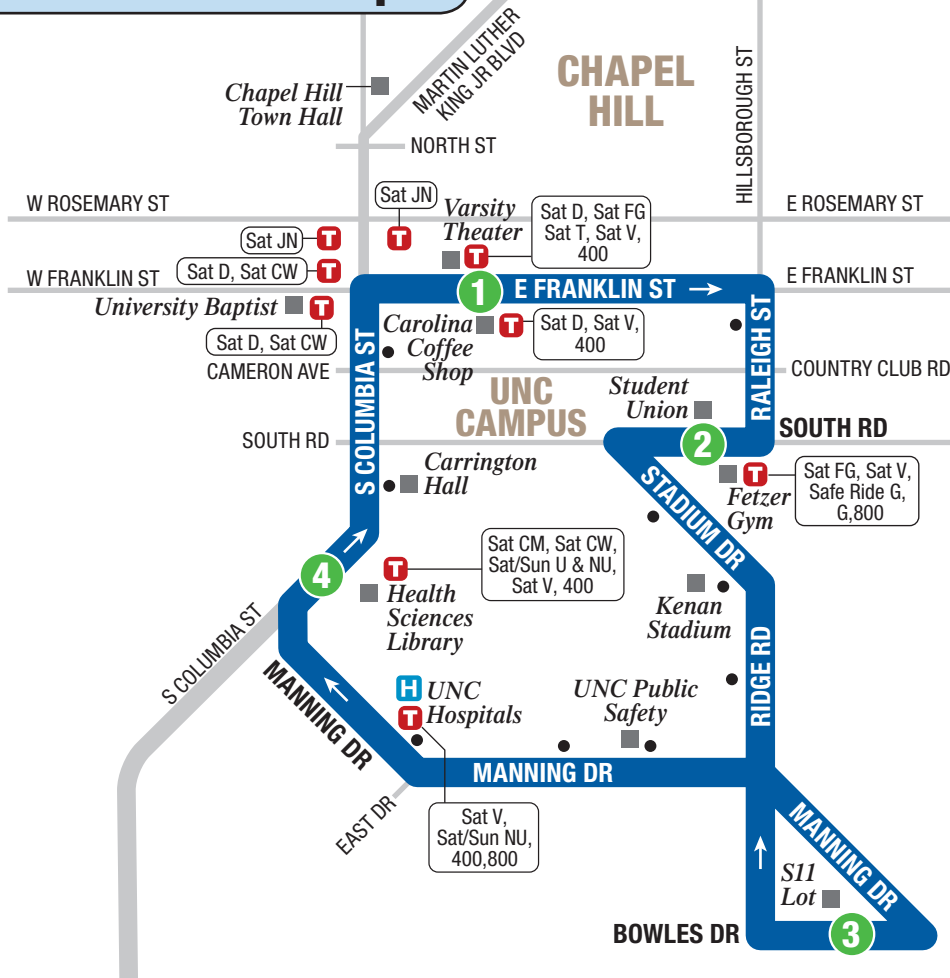 MARTIN LUTHER
KING JR BLVD
CHAPEL
HILL
HILLSBOROUGH ST
Chapel Hill
Town Hall
NORTH ST
W ROSEMARY ST
Sat JN
Varsity
Theater
Sat D, Sat FG
Sat T, Sat V,
400
E ROSEMARY ST
Sat JN
T
T
T
W FRANKLIN ST
Sat D, Sat CW
T
1
E FRANKLIN ST
E FRANKLIN ST
University Baptist
T
Sat D, Sat CW
Carolina
Coffee
Shop
T
Sat D, Sat V,
400
S COLUMBIA ST
RALEIGH ST
CAMERON AVE
COUNTRY CLUB RD
UNC
CAMPUS
Student
Union
SOUTH RD
2
SOUTH RD
Carrington
Hall
STADIUM DR
T
Fetzer
Gym
Sat FG, Sat V,
Safe Ride G,
G,800
4
T
Sat CM, Sat CW,
Sat/Sun U & NU,
Sat V, 400
Health
Sciences
Library
Kenan
Stadium
S COLUMBIA ST
RIDGE RD
MANNING DR
H
UNC
Hospitals
T
UNC Public
Safety
MANNING DR
EAST DR
Sat V,
Sat/Sun NU,
400,800
MANNING DR
S11
Lot
BOWLES DR
3